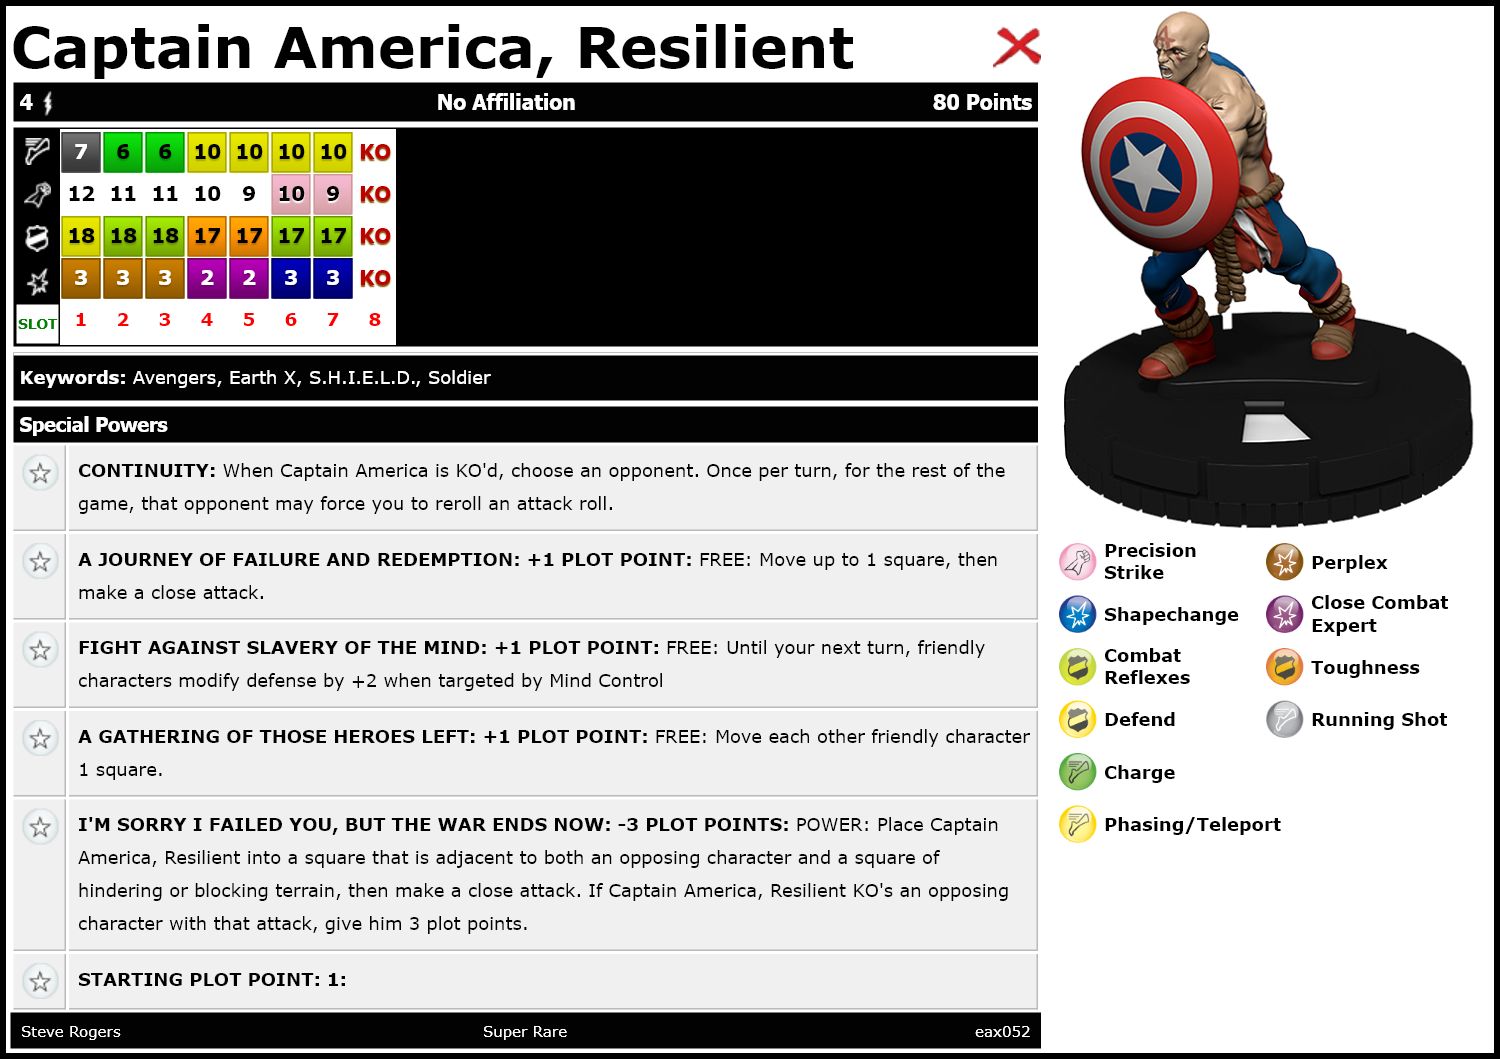 Captain America, Resilient
4 No Affiliation 80 Points
7 6 6 10 10 10 10 KO
12 11 11 10 9 10 9 KO
18 18 18 17 17 17 17 KO
3 3 3 2 2 3 3 KO
SLOT 1 2 3 4 5 6 7 8
Keywords: Avengers, Earth X, S.H.I.E.L.D., Soldier
Special Powers
CONTINUITY: When Captain America is KO'd, choose an opponent. Once per turn, for the rest of the
game, that opponent may force you to reroll an attack roll.
A JOURNEY OF FAILURE AND REDEMPTION: +1 PLOT POINT: FREE: Move up to 1 square, then
make a close attack.
FIGHT AGAINST SLAVERY OF THE MIND: +1 PLOT POINT: FREE: Until your next turn, friendly
characters modify defense by +2 when targeted by Mind Control
A GATHERING OF THOSE HEROES LEFT: +1 PLOT POINT: FREE: Move each other friendly character
1 square.
I'M SORRY I FAILED YOU, BUT THE WAR ENDS NOW: -3 PLOT POINTS: POWER: Place Captain
America, Resilient into a square that is adjacent to both an opposing character and a square of
hindering or blocking terrain, then make a close attack. If Captain America, Resilient KO's an opposing
character with that attack, give him 3 plot points.
STARTING PLOT POINT: 1:
Steve Rogers Super Rare eax052
A
Precision
Strike
Perplex
Shapechange
Close Combat
Expert
Combat
Reflexes
Toughness
Defend
Running Shot
Charge
Phasing/Teleport